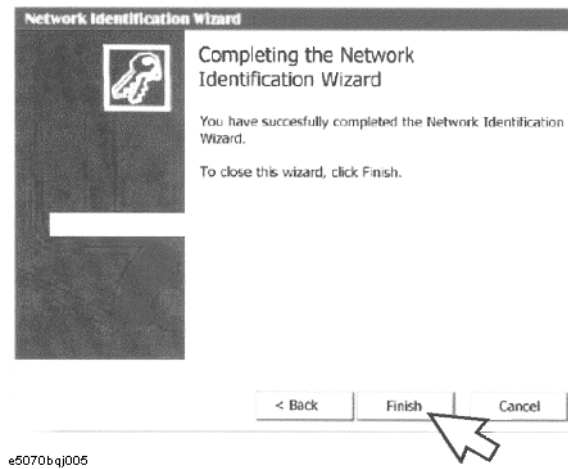 Network Identification Wizard
Completing the Network
Identification Wizard
You have succesfully completed the Network Identification
Wizard.
To close this wizard, click Finish.
< Back
Finish
Cancel
e5070bqj005